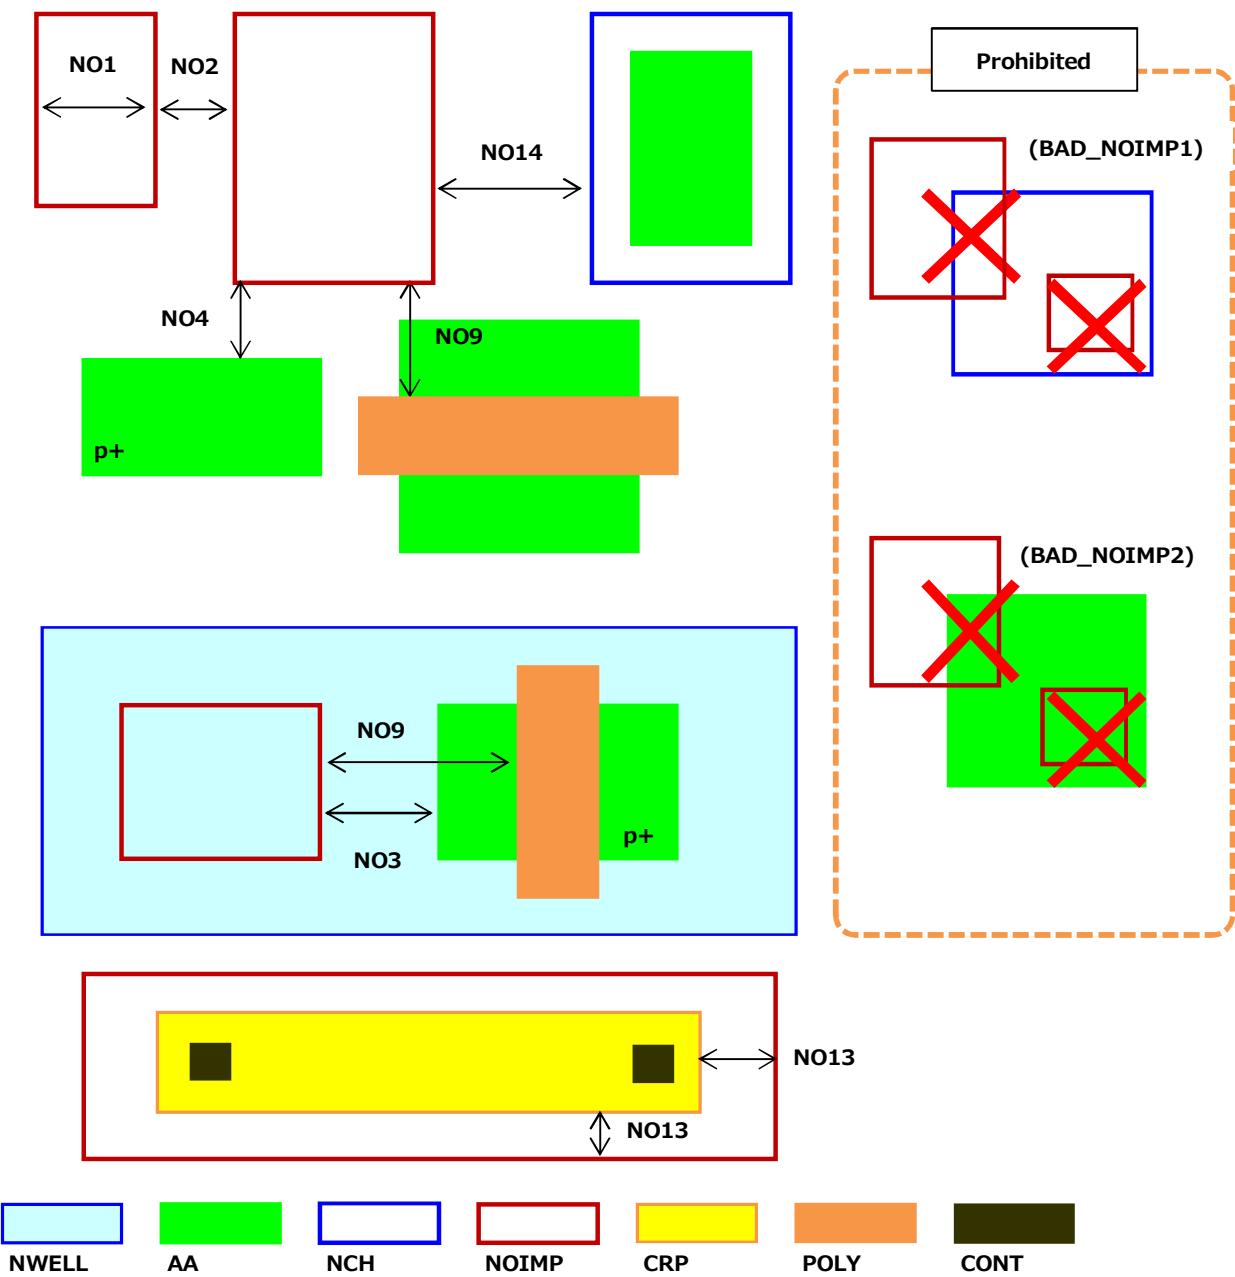 Prohibited
NO1
NO2
NO14
(BAD_NOIMP1)
NO4
NO9
p+
(BAD_NOIMP2)
NO9
NO3
p+
NO13
NO13
NWELL
AA
NCH
NOIMP
CRP
POLY
CONT